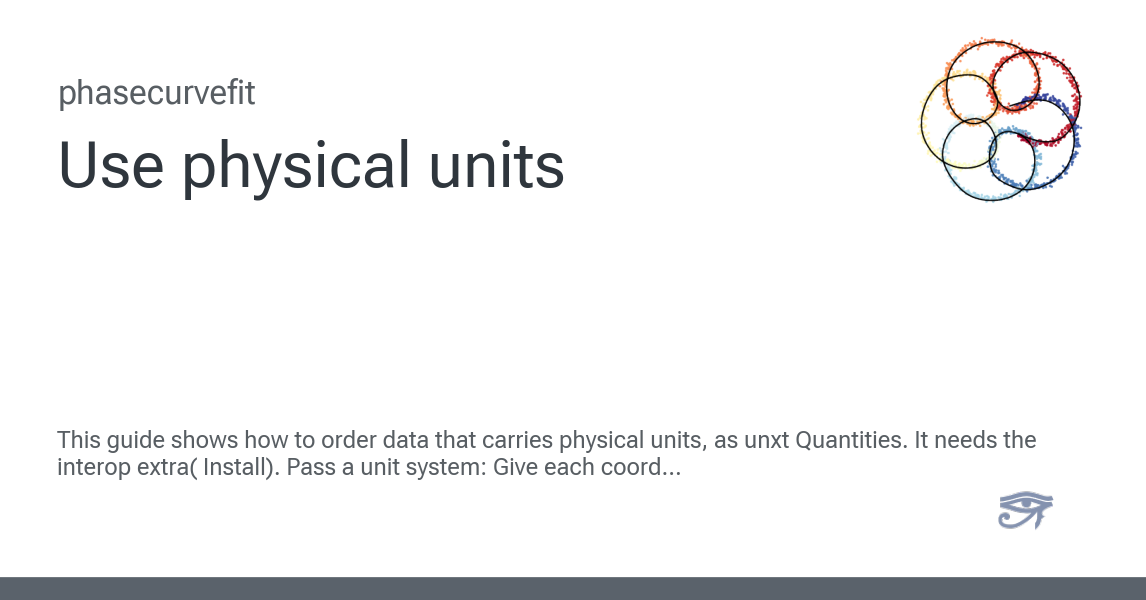 phasecurvefit
Use physical units
This guide shows how to order data that carries physical units, as unxt Quantities. It needs the
interop extra( Install). Pass a unit system: Give each coord...